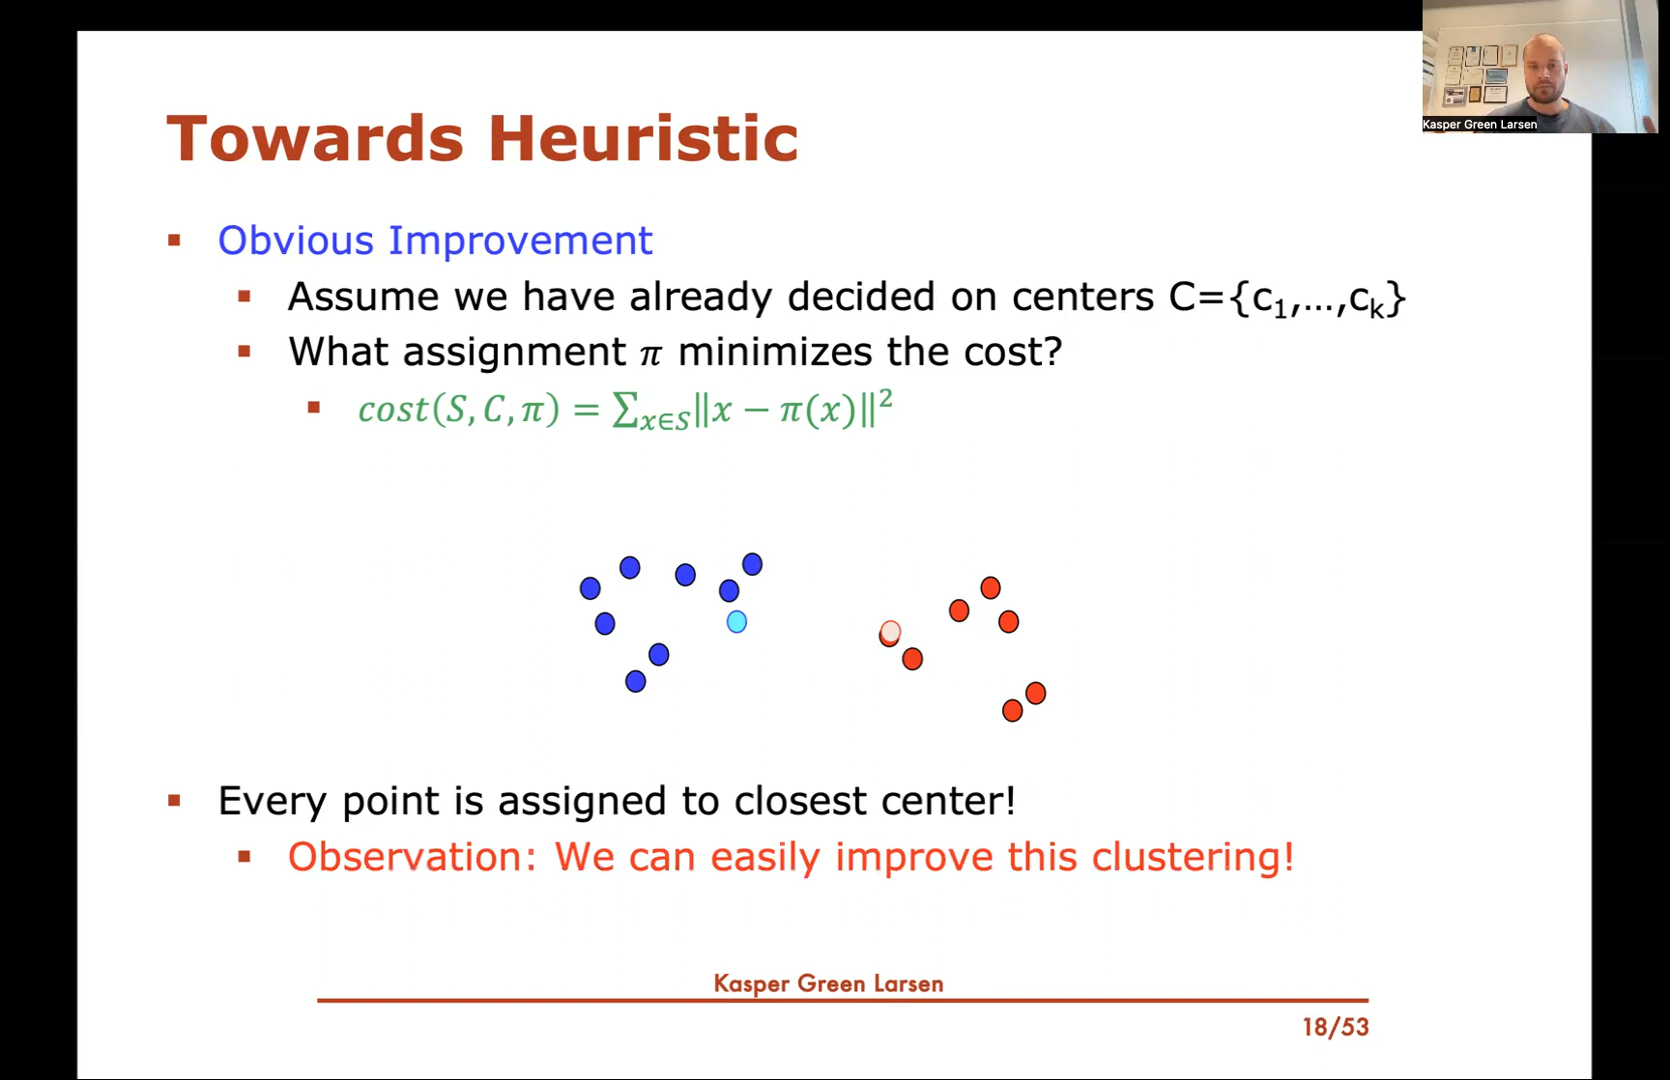 Kasper Green Larsen
Towards Heuristic
▪ Obvious Improvement
▪ Assume we have already decided on centers C={c₁,…,cₖ}
▪ What assignment π minimizes the cost?
▪ cost(S, C, π) = ∑ₓ∈S‖x − π(x)‖²
▪ Every point is assigned to closest center!
▪ Observation: We can easily improve this clustering!
Kasper Green Larsen
18/53